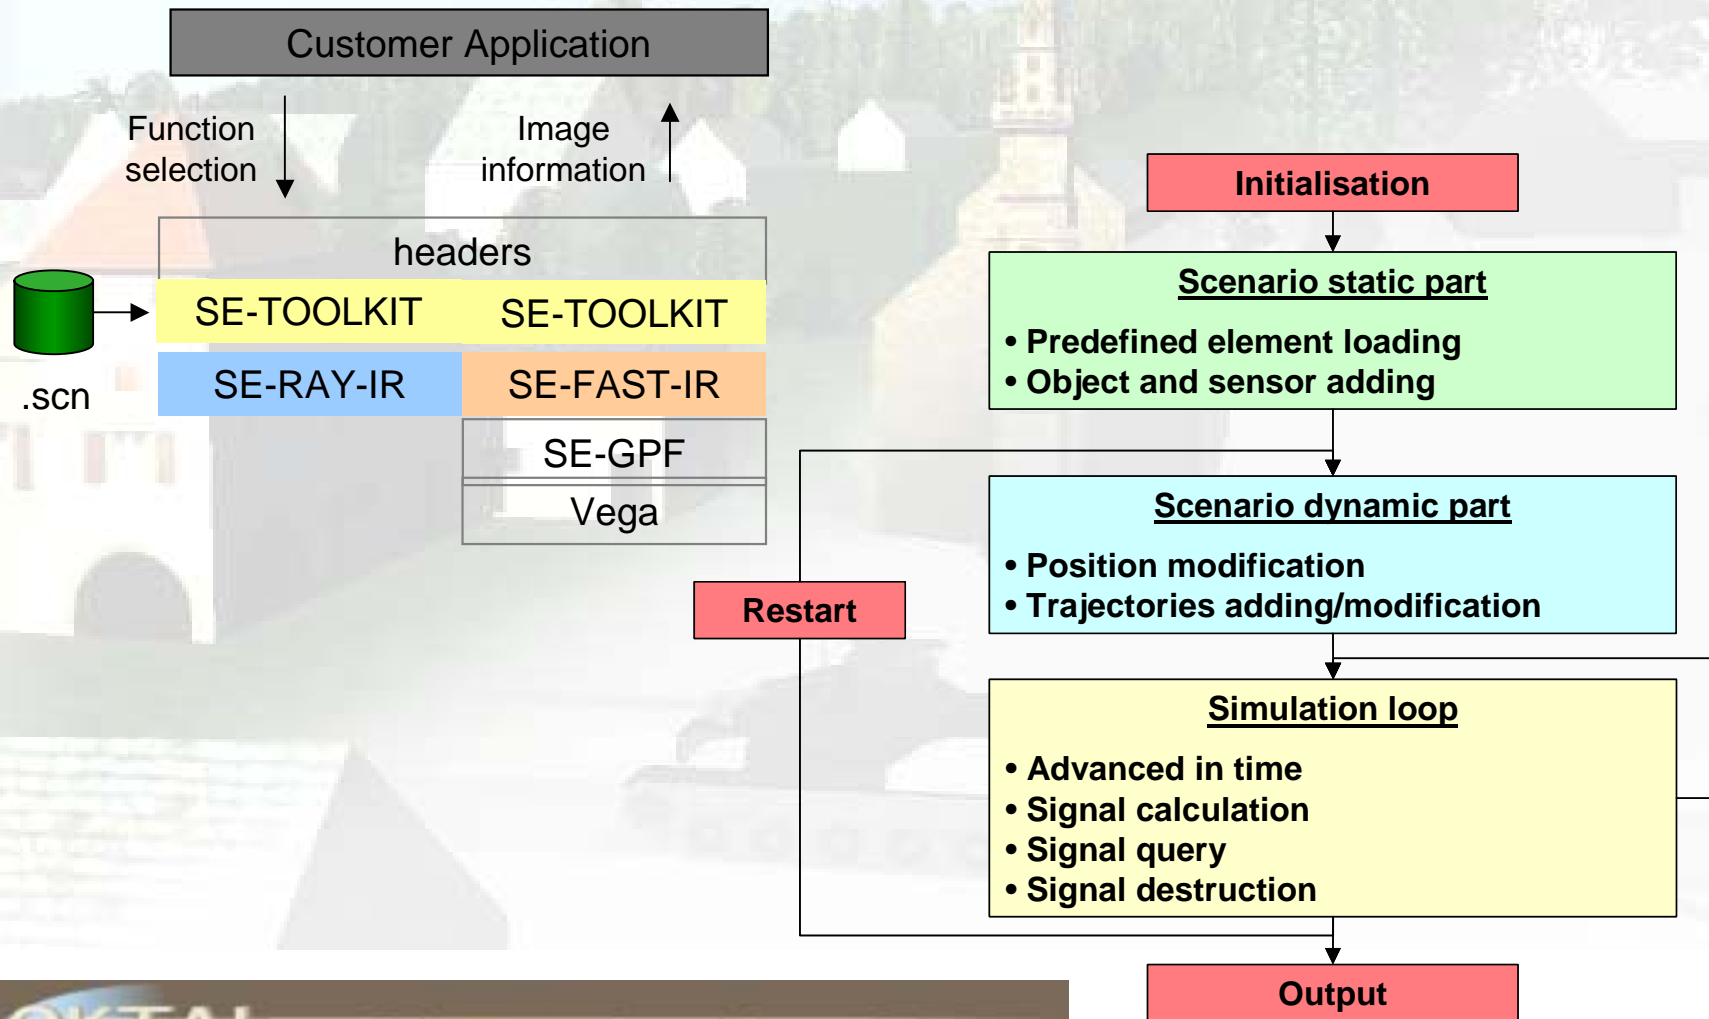 Customer Application
Function
selection
Image
information
headers
SE-TOOLKIT
SE-TOOLKIT
.scn
SE-RAY-IR
SE-FAST-IR
SE-GPF
Vega
Initialisation
Scenario static part
• Predefined element loading
• Object and sensor adding
Scenario dynamic part
• Position modification
• Trajectories adding/modification
Restart
Simulation loop
• Advanced in time
• Signal calculation
• Signal query
• Signal destruction
Output